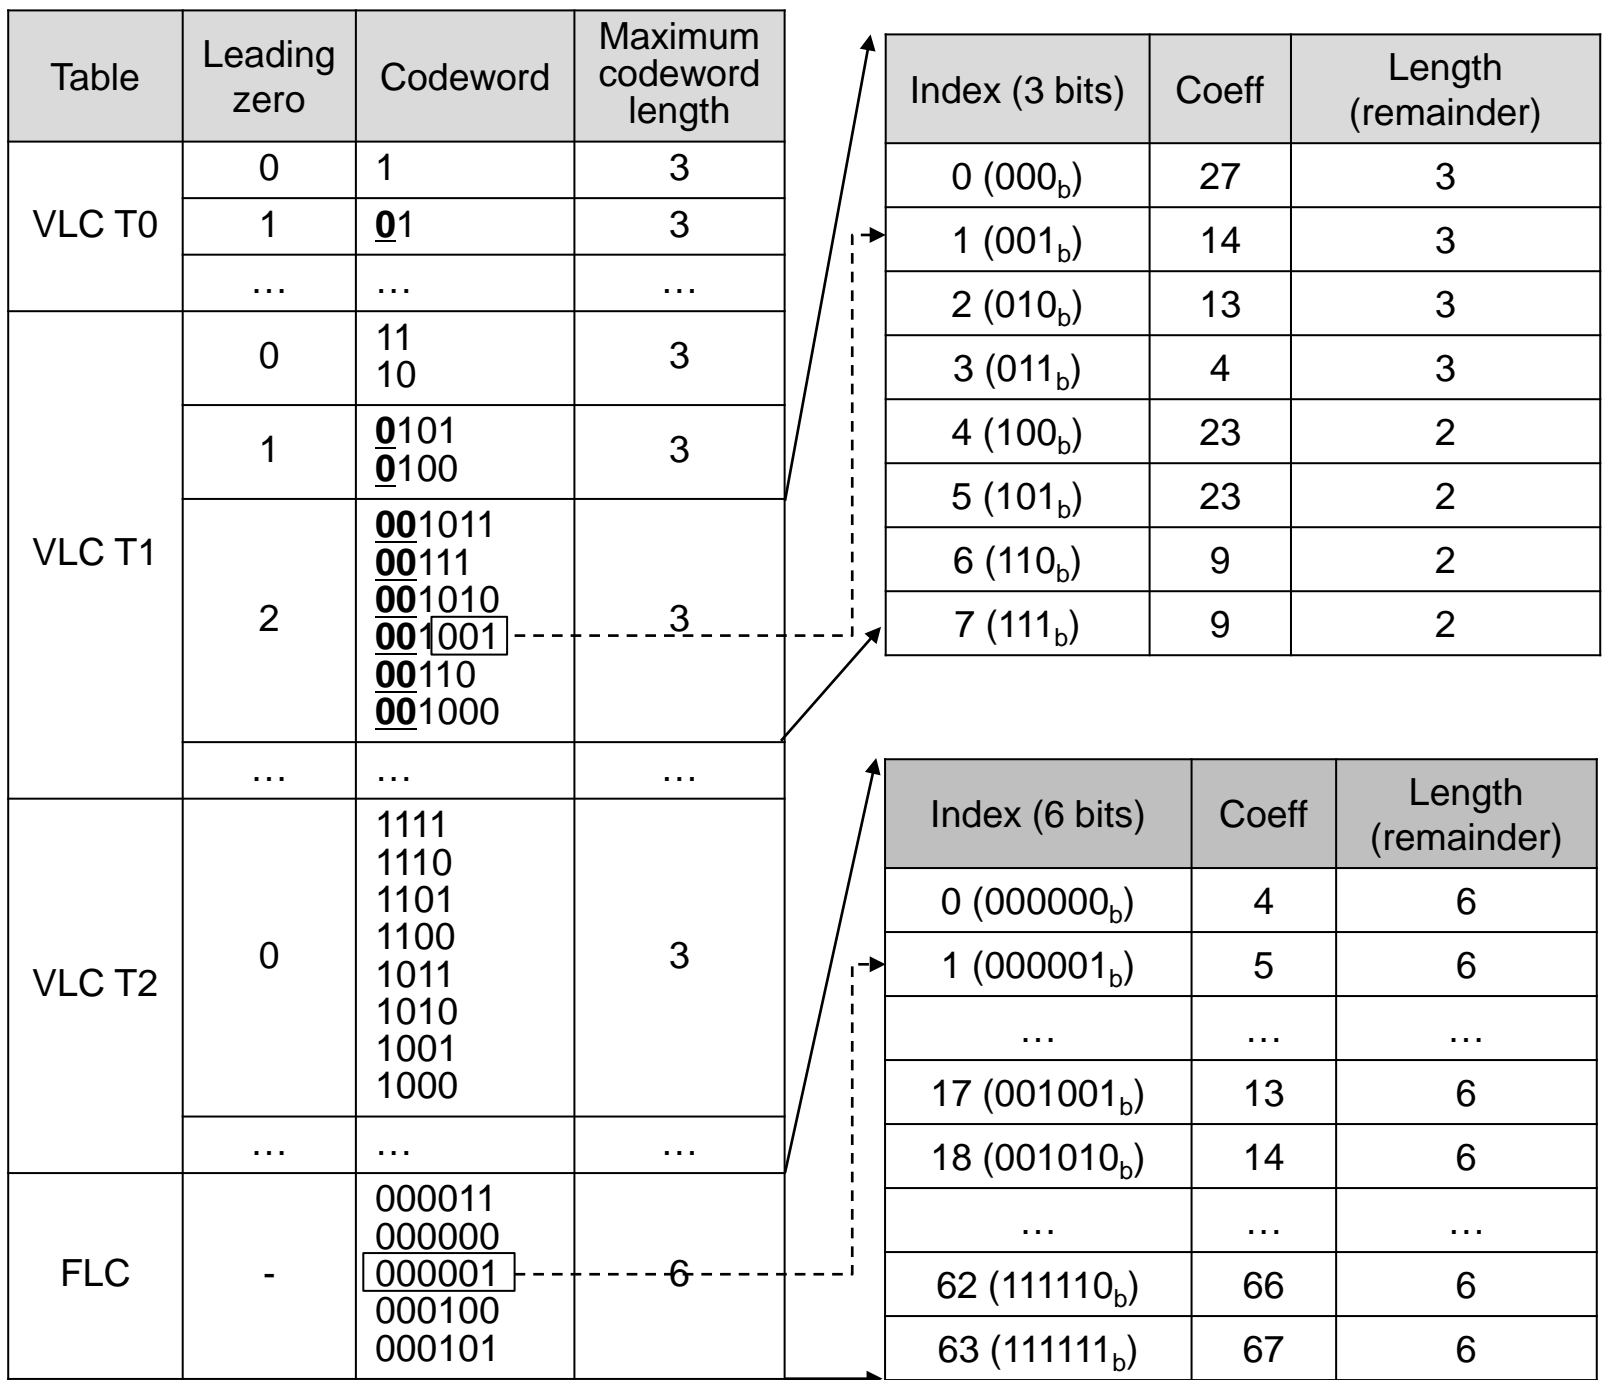 Table
Leading
zero
Codeword
Maximum
codeword
length
VLC T0
0
1
3
1
01
3
…
…
…
VLC T1
0
11
10
3
1
0101
0100
3
2
001011
00111
001010
001001
00110
001000
3
…
…
…
VLC T2
0
1111
1110
1101
1100
1011
1010
1001
1000
3
…
…
…
FLC
-
000011
000000
000001
000100
000101
6
Index (3 bits)
Coeff
Length
(remainder)
0 (000b)
27
3
1 (001b)
14
3
2 (010b)
13
3
3 (011b)
4
3
4 (100b)
23
2
5 (101b)
23
2
6 (110b)
9
2
7 (111b)
9
2
Index (6 bits)
Coeff
Length
(remainder)
0 (000000b)
4
6
1 (000001b)
5
6
…
…
…
17 (001001b)
13
6
18 (001010b)
14
6
…
…
…
62 (111110b)
66
6
63 (111111b)
67
6